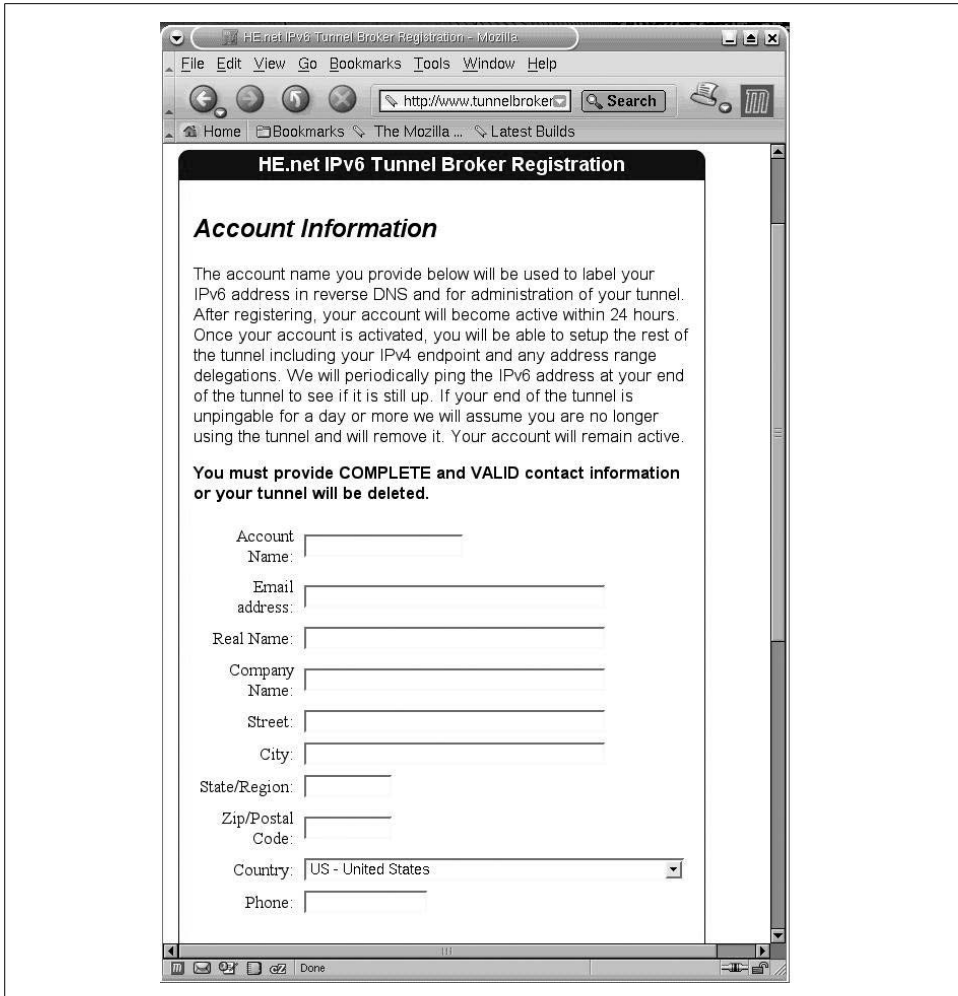 HE.net IPv6 Tunnel Broker Registration - Mozilla
File Edit View Go Bookmarks Tools Window Help
http://www.tunnelbroker
Search
Home Bookmarks The Mozilla ... Latest Builds
HE.net IPv6 Tunnel Broker Registration
Account Information
The account name you provide below will be used to label your
IPv6 address in reverse DNS and for administration of your tunnel.
After registering, your account will become active within 24 hours.
Once your account is activated, you will be able to setup the rest of
the tunnel including your IPv4 endpoint and any address range
delegations. We will periodically ping the IPv6 address at your end
of the tunnel to see if it is still up. If your end of the tunnel is
unpingable for a day or more we will assume you are no longer
using the tunnel and will remove it. Your account will remain active.
You must provide COMPLETE and VALID contact information
or your tunnel will be deleted.
Account
Name:
Email
address:
Real Name:
Company
Name:
Street:
City:
State/Region:
Zip/Postal
Code:
Country: US - United States
Phone:
Done